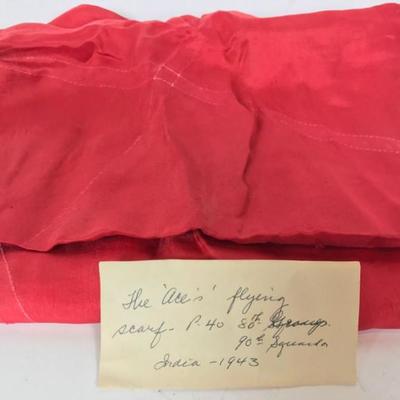 The 'Ace's' flying
scarf - P-40 80th Group.
90th Squadron
India - 1943